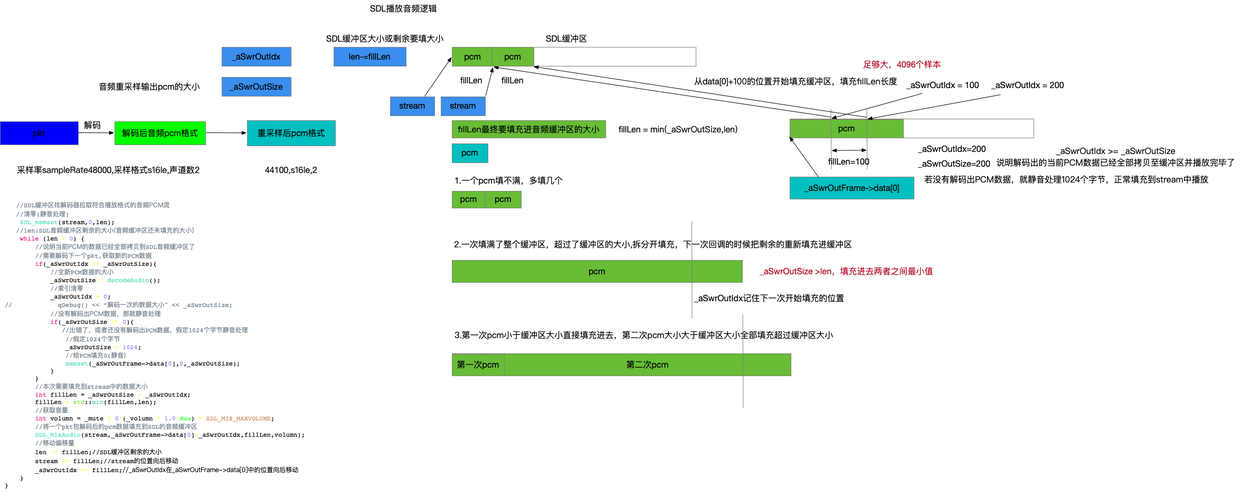 SDL播放音频逻辑
SDL缓冲区大小或剩余要填大小
SDL缓冲区
_aSwrOutIdx
len-=fillLen
pcm
pcm
足够大，4096个样本
音频重采样输出pcm的大小
_aSwrOutSize
fillLen
fillLen
从data[0]+100的位置开始填充缓冲区，填充fillLen长度
_aSwrOutIdx = 100
_aSwrOutIdx = 200
stream
stream
pkt
解码
解码后音频pcm格式
重采样后pcm格式
fillLen最终要填充进音频缓冲区的大小
fillLen = min(_aSwrOutSize,len)
pcm
pcm
fillLen=100
_aSwrOutIdx=200
_aSwrOutIdx >= _aSwrOutSize
_aSwrOutSize=200
说明解码出的当前PCM数据已经全部拷贝至缓冲区并播放完毕了
采样率sampleRate48000,采样格式s16le,声道数2
44100,s16le,2
1.一个pcm填不满，多填几个
_aSwrOutFrame->data[0]
若没有解码出PCM数据，就静音处理1024个字节，正常填充到stream中播放
pcm
pcm
//SDL缓冲区找解码器拉取符合播放格式的音频PCM流
//清零(静音处理)
SDL_memset(stream,0,len);
//len:SDL音频缓冲区剩余的大小(音频缓冲区还未填充的大小)
while (len > 0) {
//说明当前PCM的数据已经全部拷贝到SDL音频缓冲区了
//需要解码下一个pkt,获取新的PCM数据
if(_aSwrOutIdx >= _aSwrOutSize){
//全新PCM数据的大小
_aSwrOutSize = decodeAudio();
//索引清零
_aSwrOutIdx = 0;
// qDebug() << "解码一次的数据大小" << _aSwrOutSize;
//没有解码出PCM数据, 那就静音处理
if(_aSwrOutSize <= 0){
//出错了, 或者还没有解码出PCM数据, 假定1024个字节静音处理
//假定1024个字节
_aSwrOutSize = 1024;
//给PCM填充0(静音)
memset(_aSwrOutFrame->data[0],0,_aSwrOutSize);
}
}
//本次需要填充到stream中的数据大小
int fillLen = _aSwrOutSize - _aSwrOutIdx;
fillLen = std::min(fillLen,len);
//获取音量
int volumn = _mute ? 0 :(_volumn * 1.0/Max) * SDL_MIX_MAXVOLUME;
//将一个pkt包解码后的pcm数据填充到SDL的音频缓冲区
SDL_MixAudio(stream,_aSwrOutFrame->data[0]+_aSwrOutIdx,fillLen,volumn);
//移动偏移量
len -= fillLen;//SDL缓冲区剩余的大小
stream += fillLen;//stream的位置向后移动
_aSwrOutIdx += fillLen;//_aSwrOutIdx在_aSwrOutFrame->data[0]中的位置向后移动
}
}
2.一次填满了整个缓冲区，超过了缓冲区的大小,拆分开填充，下一次回调的时候把剩余的重新填充进缓冲区
pcm
_aSwrOutSize >len，填充进去两者之间最小值
_aSwrOutIdx记住下一次开始填充的位置
3.第一次pcm小于缓冲区大小直接填充进去，第二次pcm大小大于缓冲区大小全部填充超过缓冲区大小
第一次pcm
第二次pcm